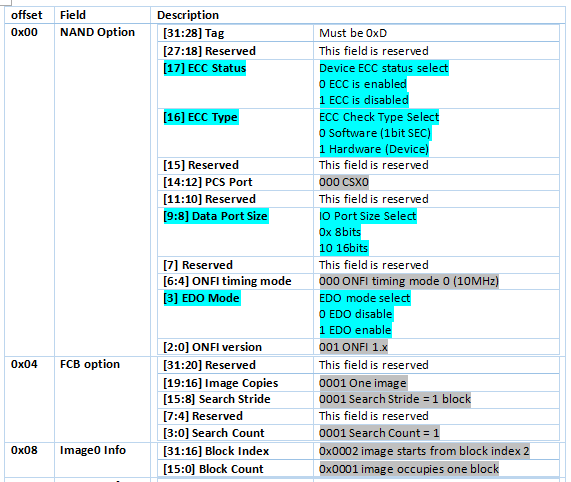 offset Field Description
0x00 NAND Option [31:28] Tag Must be 0xD
[27:18] Reserved This field is reserved
[17] ECC Status Device ECC status select
0 ECC is enabled
1 ECC is disabled
[16] ECC Type ECC Check Type Select
0 Software (1bit SEC)
1 Hardware (Device)
[15] Reserved This field is reserved
[14:12] PCS Port 000 CSX0
[11:10] Reserved This field is reserved
[9:8] Data Port Size IO Port Size Select
0x 8bits
10 16bits
[7] Reserved This field is reserved
[6:4] ONFI timing mode 000 ONFI timing mode 0 (10MHz)
[3] EDO Mode EDO mode select
0 EDO disable
1 EDO enable
[2:0] ONFI version 001 ONFI 1.x
0x04 FCB option [31:20] Reserved This field is reserved
[19:16] Image Copies 0001 One image
[15:8] Search Stride 0001 Search Stride = 1 block
[7:4] Reserved This field is reserved
[3:0] Search Count 0001 Search Count = 1
0x08 Image0 Info [31:16] Block Index 0x0002 image starts from block index 2
[15:0] Block Count 0x0001 image occupies one block